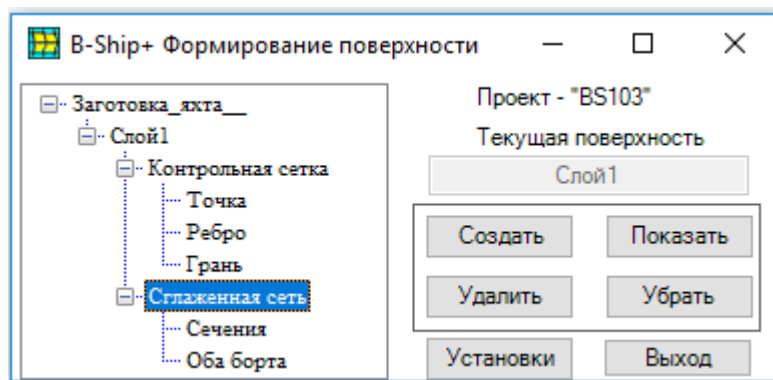 B-Ship+ Формирование поверхности
Заготовка_яхта__
Слой1
Контрольная сетка
Точка
Ребро
Грань
Сглаженная сеть
Сечения
Оба борта
Проект - "BS103"
Текущая поверхность
Слой1
Создать Показать
Удалить Убрать
Установки Выход